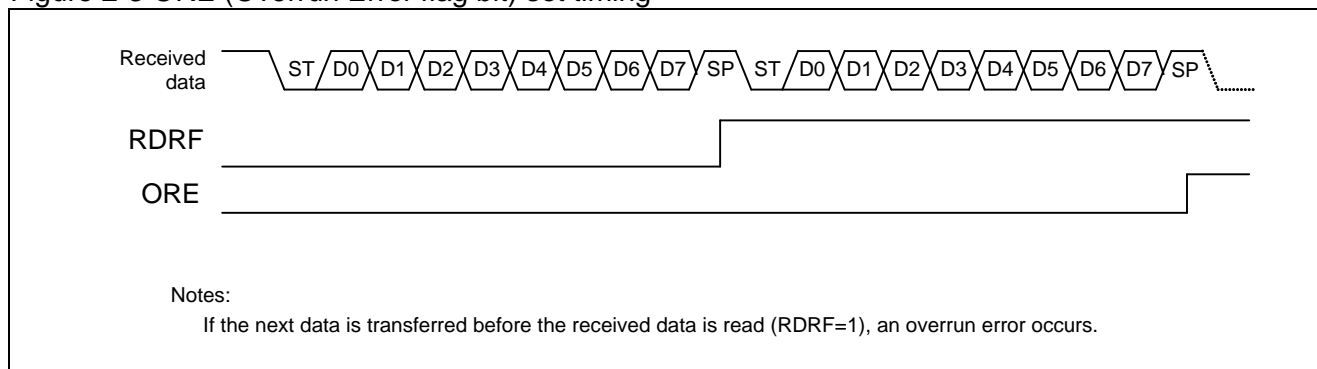 Figure 2-3 ORE (Overrun Error flag bit) set timing
Received
data
ST D0 D1 D2 D3 D4 D5 D6 D7 SP ST D0 D1 D2 D3 D4 D5 D6 D7 SP
RDRF
ORE
Notes:
If the next data is transferred before the received data is read (RDRF=1), an overrun error occurs.